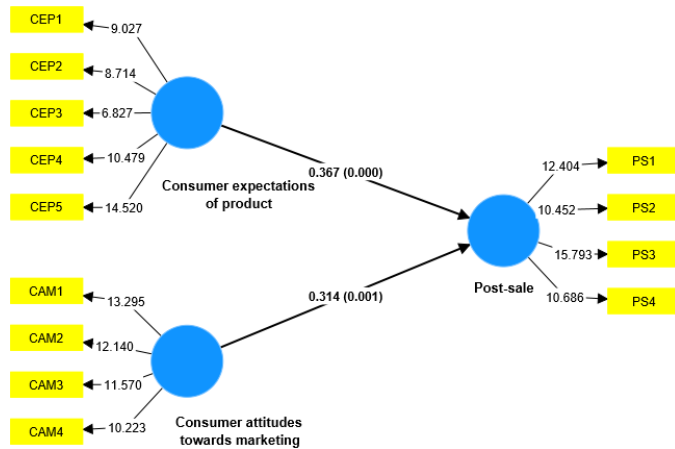 CEP1
9.027
CEP2
8.714
CEP3
6.827
CEP4
10.479
CEP5
14.520
Consumer expectations
of product
0.367 (0.000)
CAM1
13.295
CAM2
12.140
CAM3
11.570
CAM4
10.223
Consumer attitudes
towards marketing
0.314 (0.001)
Post-sale
12.404
PS1
10.452
PS2
15.793
PS3
10.686
PS4